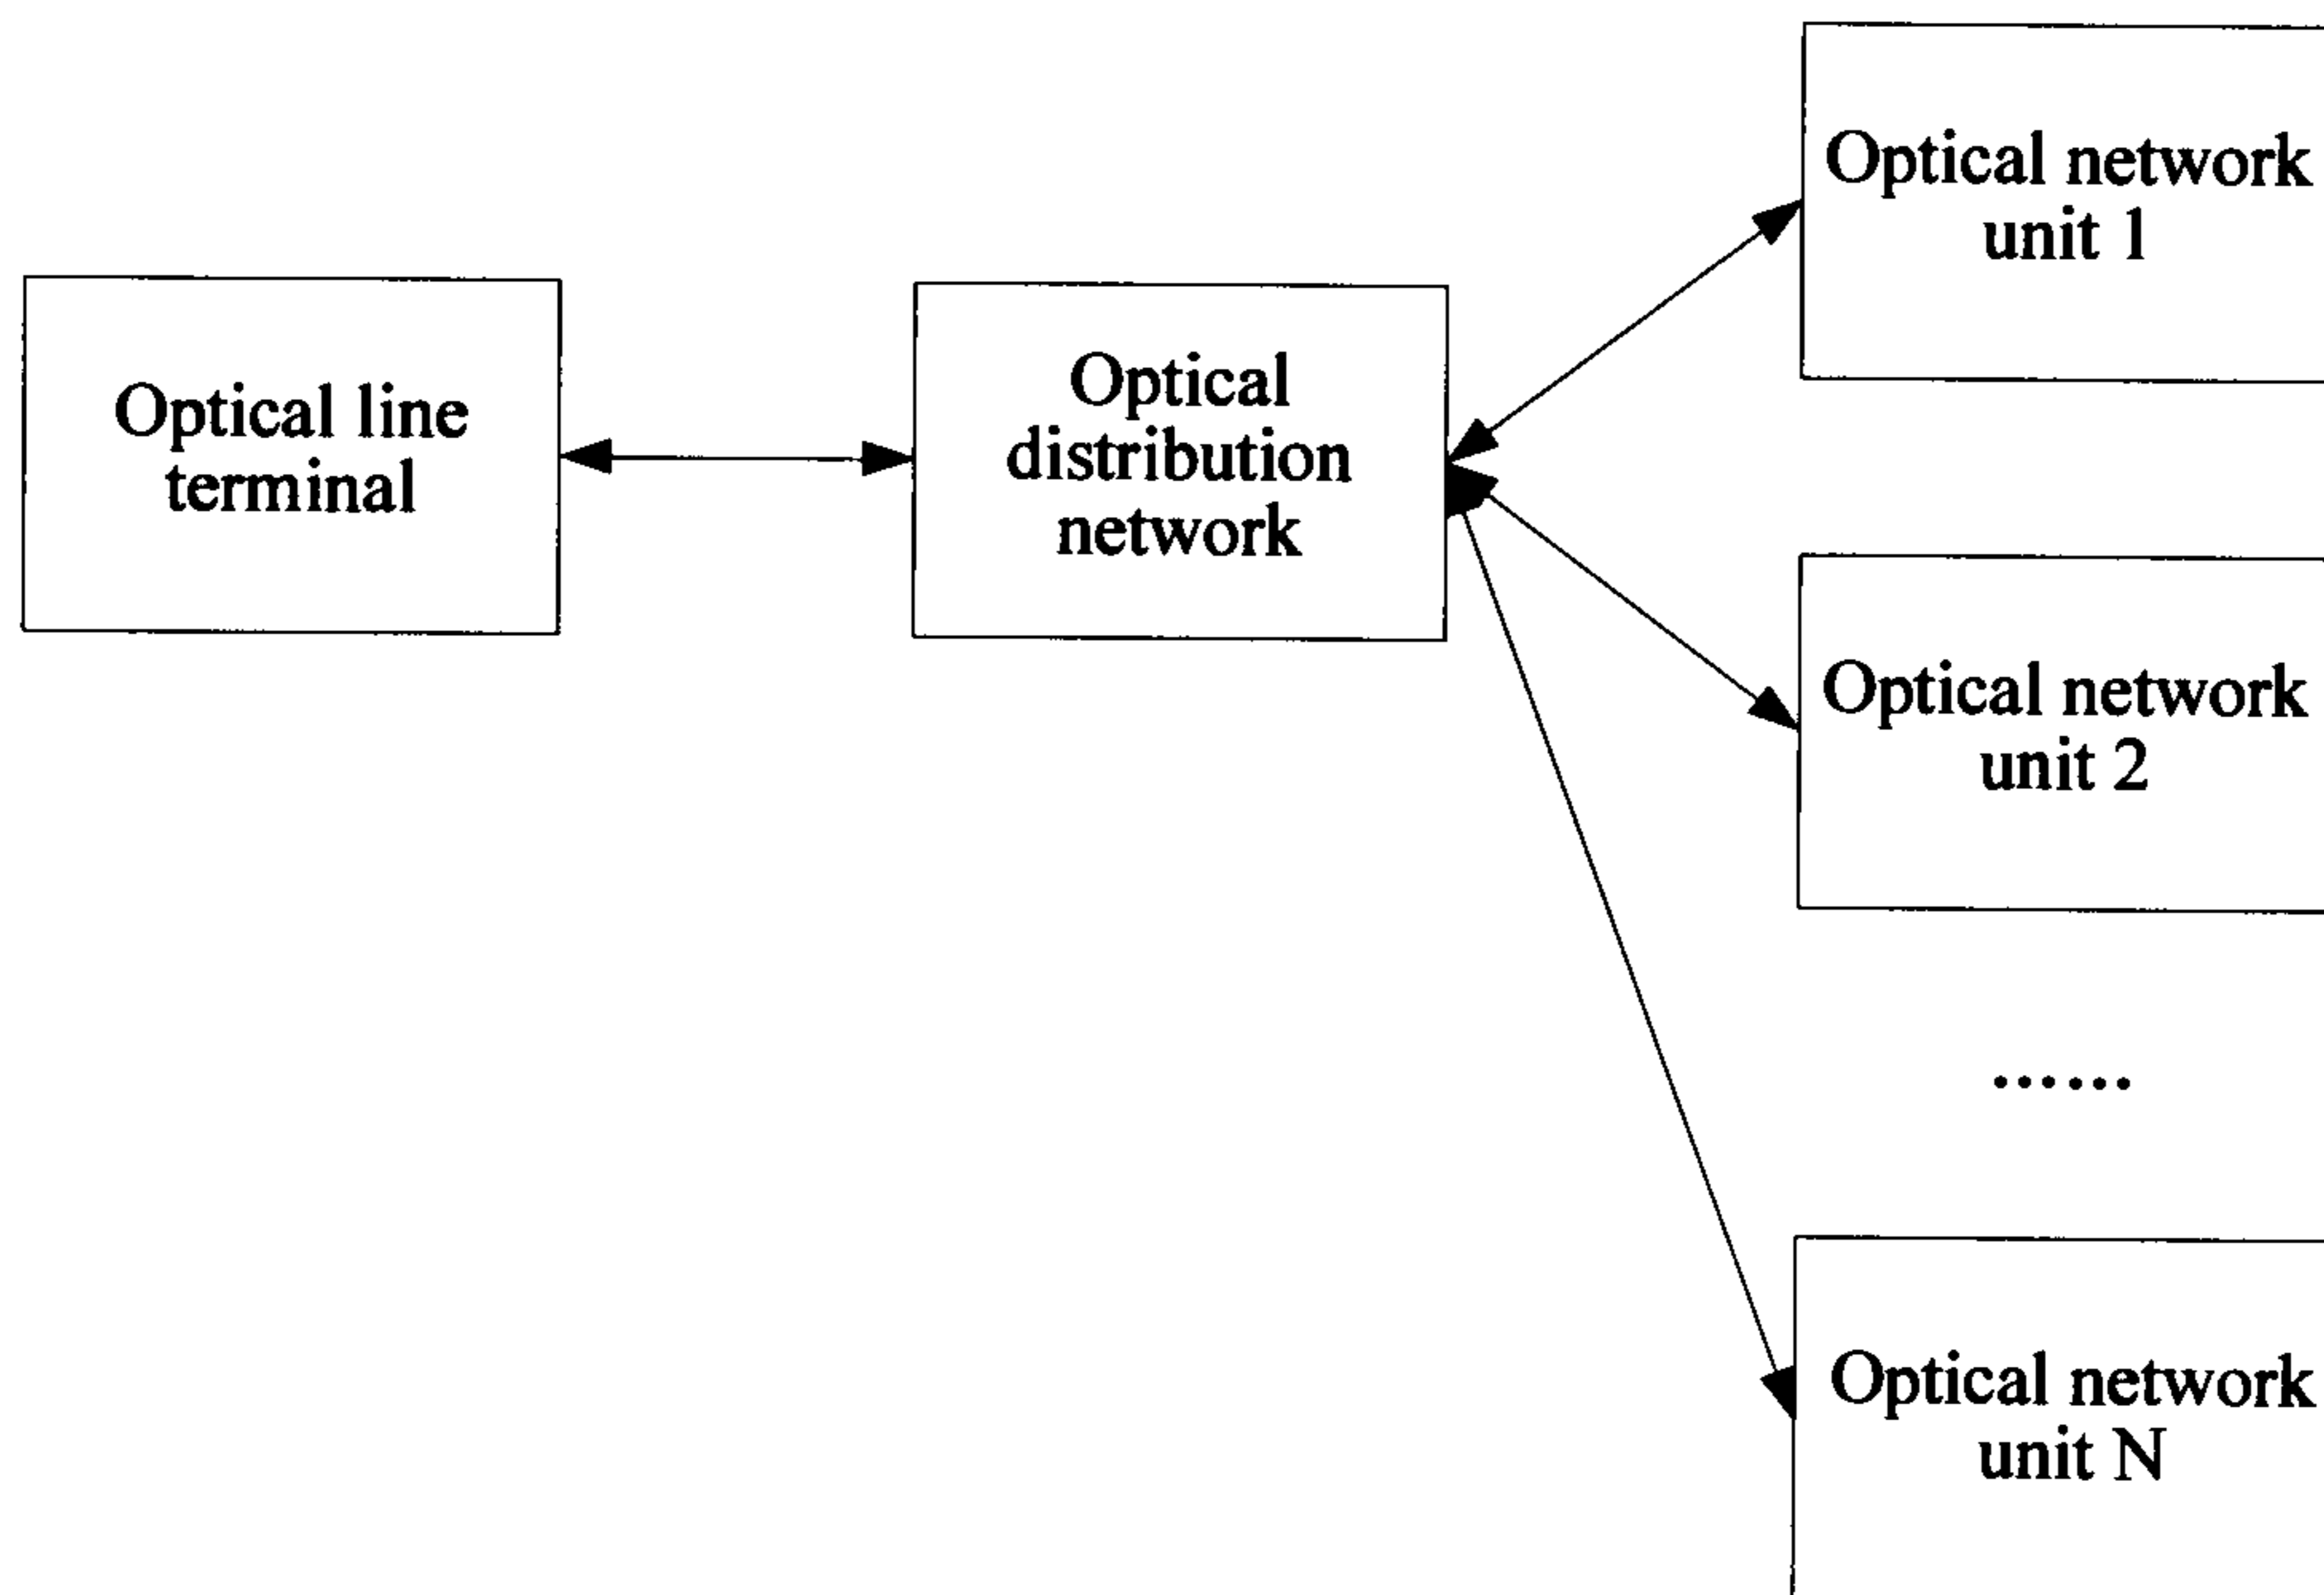 Optical line
terminal
Optical
distribution
network
Optical network
unit 1
Optical network
unit 2
......
Optical network
unit N